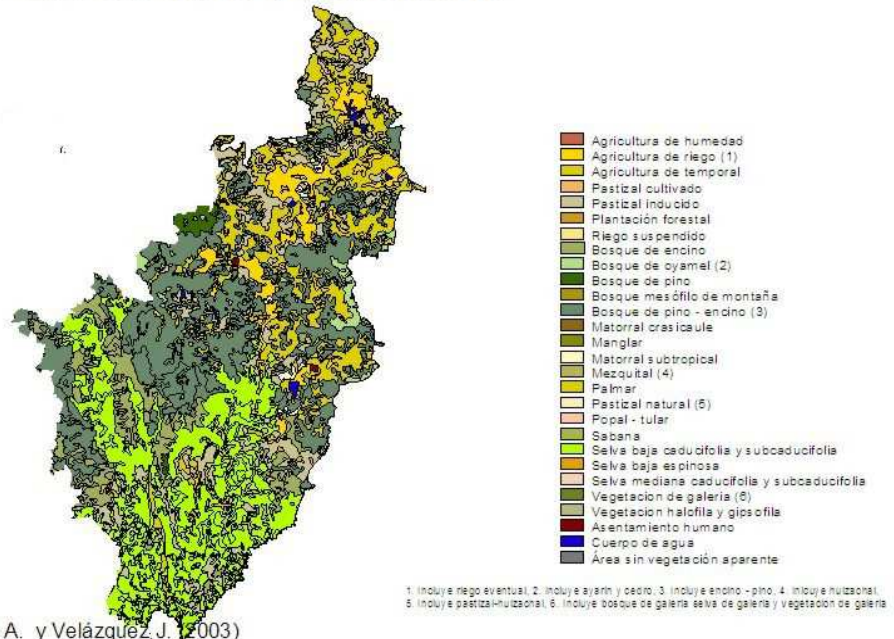 r.
Agricultura de humedad
Agricultura de riego (1)
Agricultura de temporal
Pastizal cultivado
Pastizal inducido
Plantación forestal
Riego suspendido
Bosque de encino
Bosque de oyamel (2)
Bosque de pino
Bosque mesófilo de montaña
Bosque de pino - encino (3)
Matorral crasicaule
Manglar
Matorral subtropical
Mezquital (4)
Palmar
Pastizal natural (5)
Popal - tular
Sabana
Selva baja caducifolia y subcaducifolia
Selva baja espinosa
Selva mediana caducifolia y subcaducifolia
Vegetacion de galeria (6)
Vegetacion halofila y gipsofila
Asentamiento humano
Cuerpo de agua
Área sin vegetación aparente
1. Incluye riego eventual, 2. Incluye ayarin y cedro, 3. Incluye encino - pino, 4. Incluye huizachal,
5. Incluye pastizal-huizachal, 6. Incluye bosque de galeria selva de galeria y vegetacion de galeria
A. y Velázquez J. (2003)